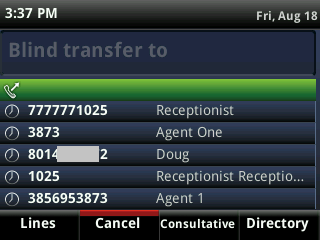 3:37 PM Fri, Aug 18
Blind transfer to
7777771025 Receptionist
3873 Agent One
8014 2 Doug
1025 Receptionist Receptio...
3856953873 Agent 1
Lines Cancel Consultative Directory